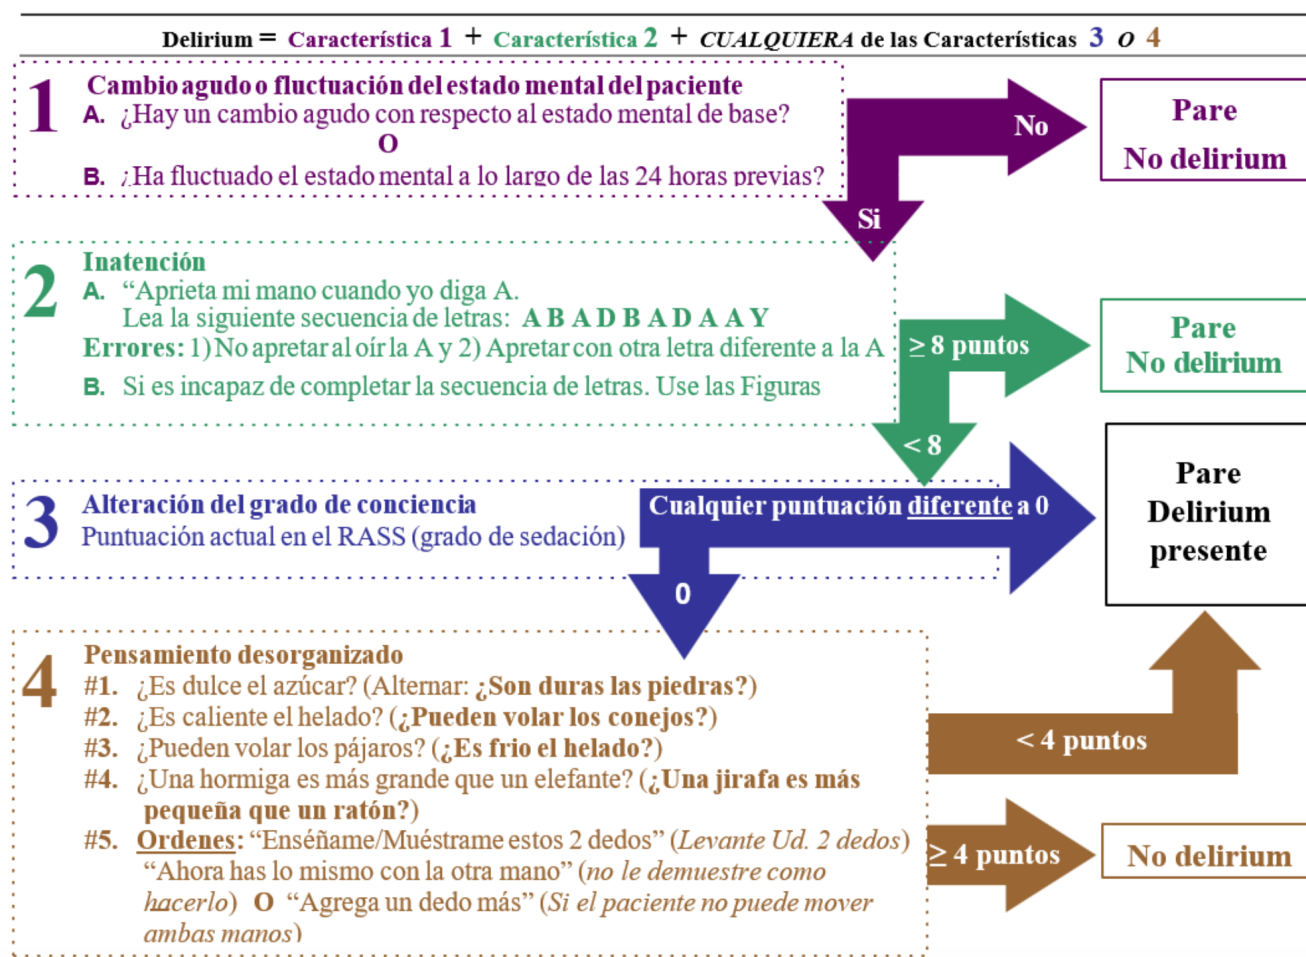 Delirium = Característica 1 + Característica 2 + CUALQUIERA de las Características 3 O 4
1
Cambio agudo o fluctuación del estado mental del paciente
A. ¿Hay un cambio agudo con respecto al estado mental de base?
O
B. ¿Ha fluctuado el estado mental a lo largo de las 24 horas previas?
No
Pare
No delirium
Si
2
Inatención
A. “Aprieta mi mano cuando yo diga A.
Lea la siguiente secuencia de letras: A B A D B A D A A Y
Errores: 1) No apretar al oír la A y 2) Apretar con otra letra diferente a la A
B. Si es incapaz de completar la secuencia de letras. Use las Figuras
≥ 8 puntos
Pare
No delirium
< 8
3
Alteración del grado de conciencia
Puntuación actual en el RASS (grado de sedación)
Cualquier puntuación diferente a 0
Pare
Delirium
presente
0
4
Pensamiento desorganizado
#1. ¿Es dulce el azúcar? (Alternar: ¿Son duras las piedras?)
#2. ¿Es caliente el helado? (¿Pueden volar los conejos?)
#3. ¿Pueden volar los pájaros? (¿Es frio el helado?)
#4. ¿Una hormiga es más grande que un elefante? (¿Una jirafa es más
pequeña que un ratón?)
#5. Ordenes: “Enséñame/Muéstrame estos 2 dedos” (Levante Ud. 2 dedos)
“Ahora has lo mismo con la otra mano” (no le demuestre como
hacerlo) O “Agrega un dedo más” (Si el paciente no puede mover
ambas manos)
< 4 puntos
≥ 4 puntos
No delirium